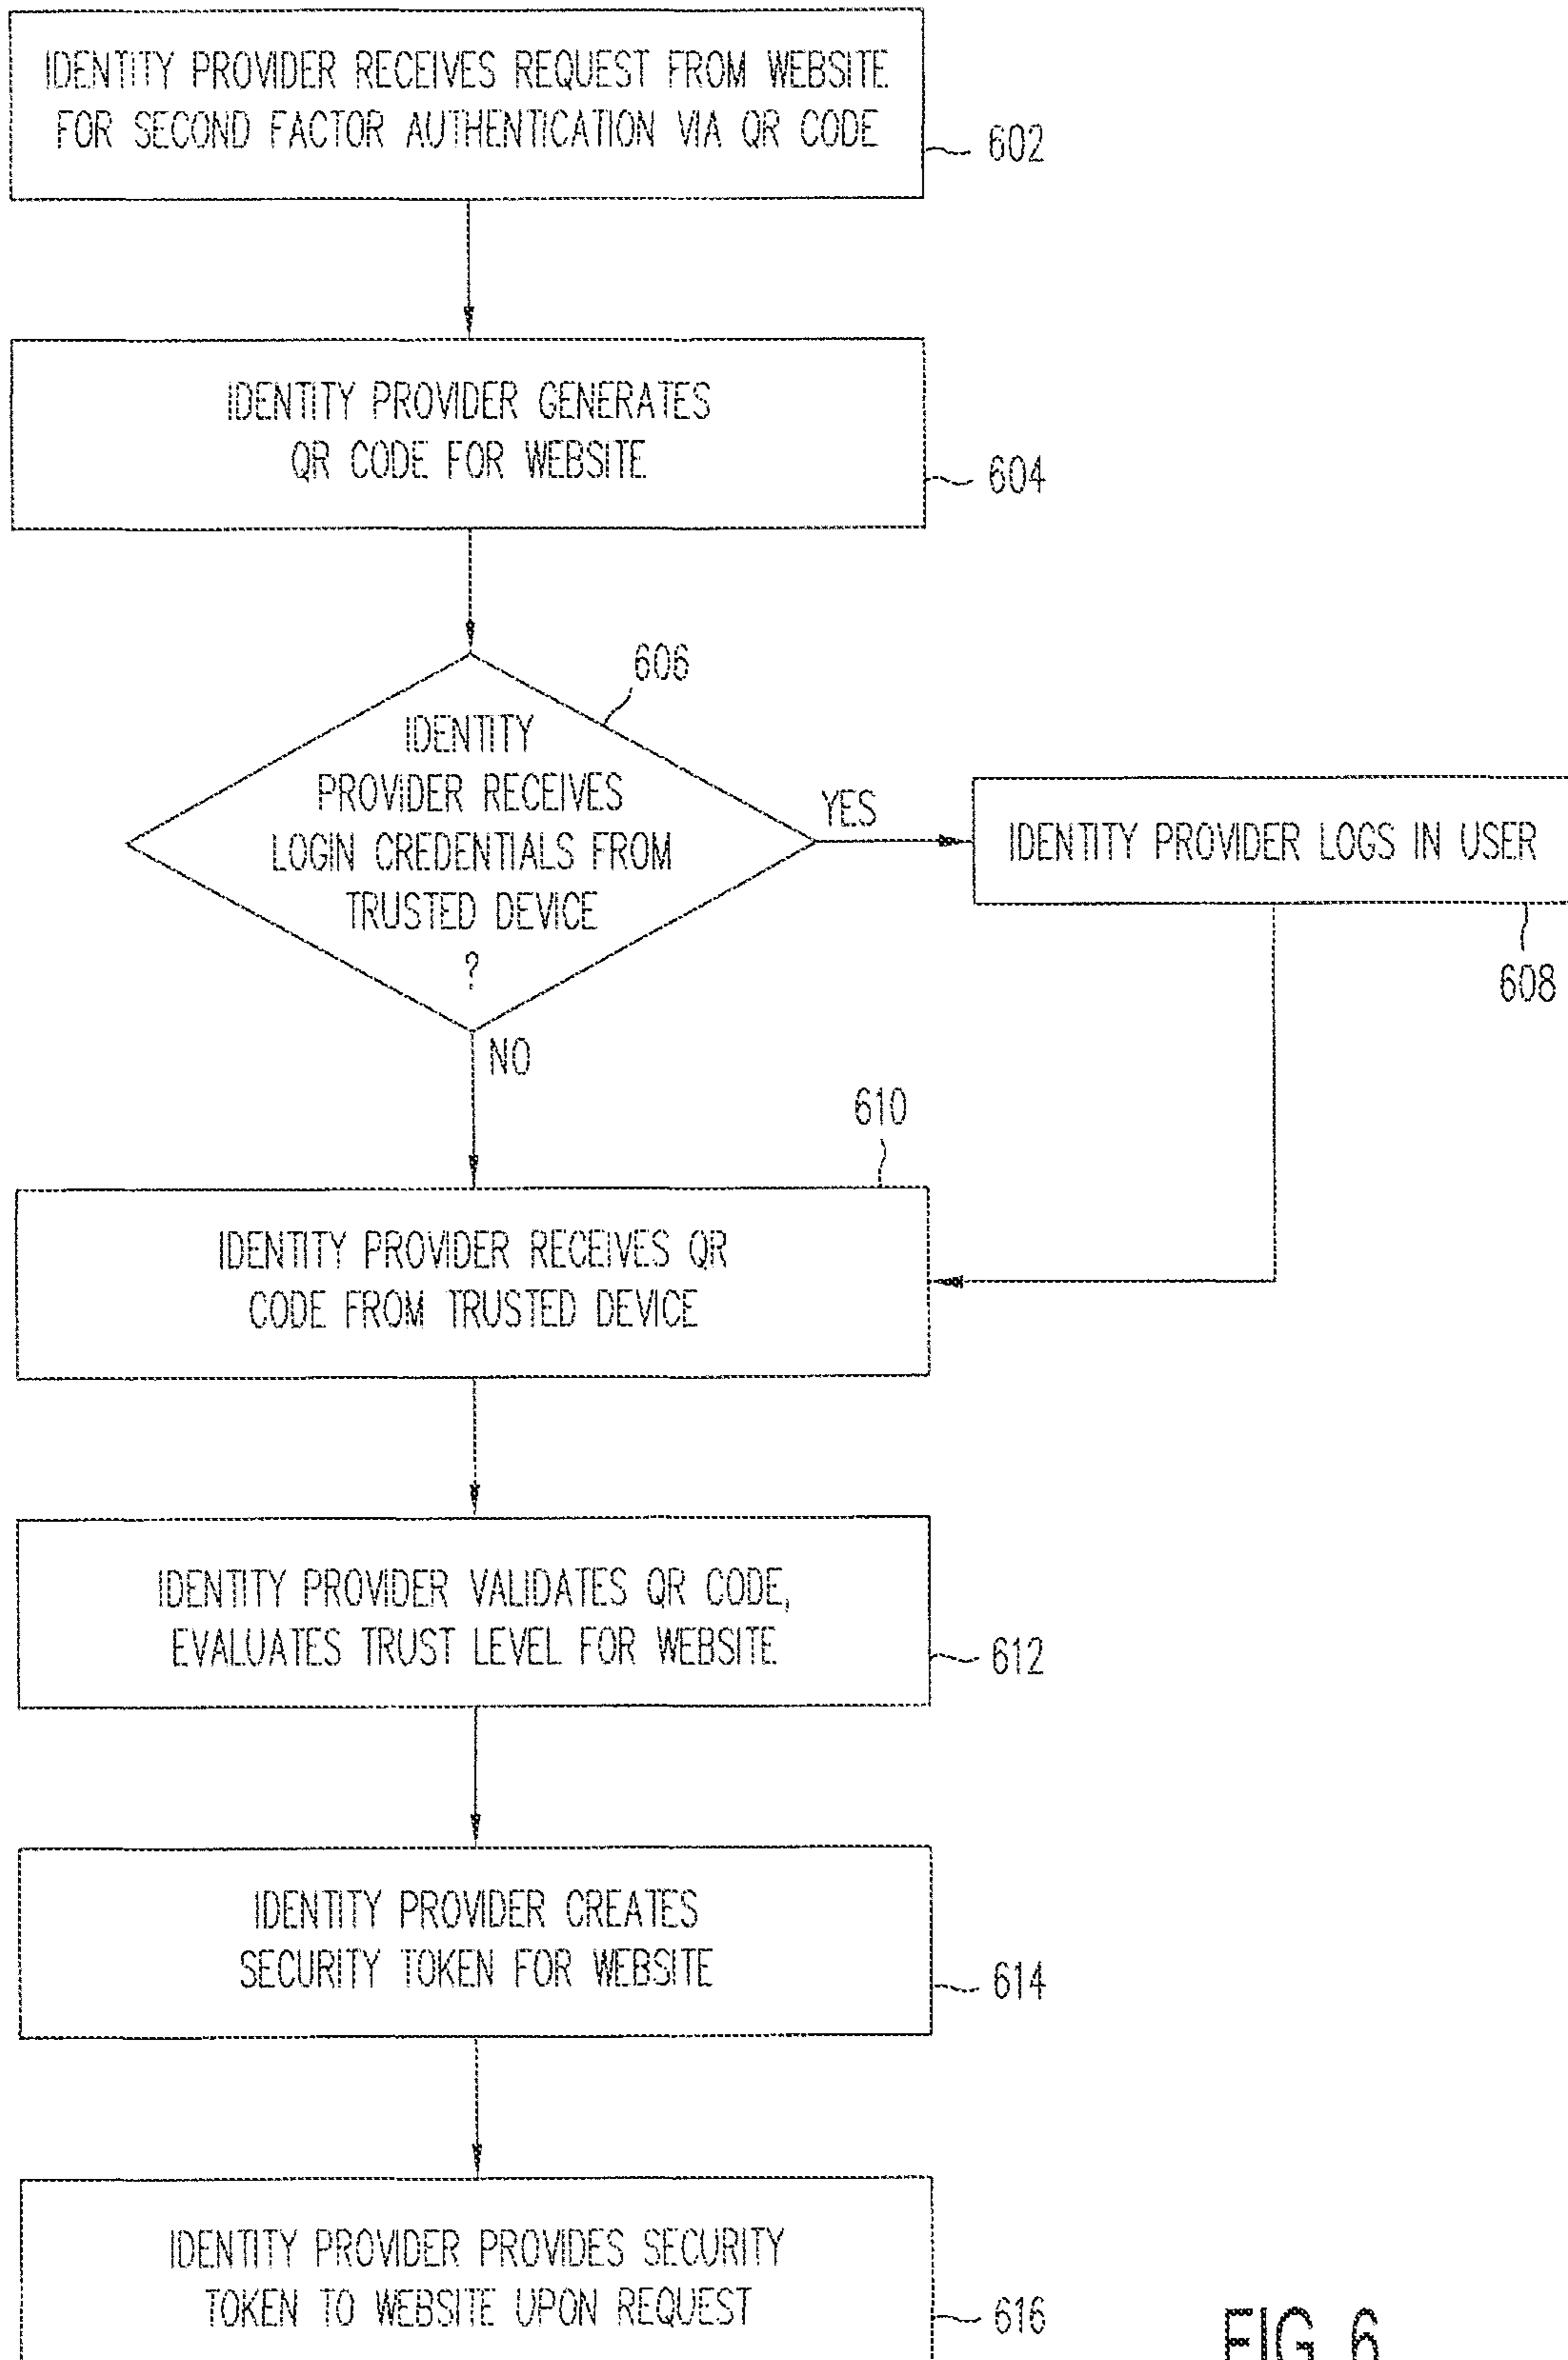 IDENTITY PROVIDER RECEIVES REQUEST FROM WEBSITE
FOR SECOND FACTOR AUTHENTICATION VIA QR CODE
602
IDENTITY PROVIDER GENERATES
QR CODE FOR WEBSITE
604
606
IDENTITY
PROVIDER RECEIVES
LOGIN CREDENTIALS FROM
TRUSTED DEVICE
?
YES
IDENTITY PROVIDER LOGS IN USER
608
NO
610
IDENTITY PROVIDER RECEIVES QR
CODE FROM TRUSTED DEVICE
IDENTITY PROVIDER VALIDATES QR CODE,
EVALUATES TRUST LEVEL FOR WEBSITE
612
IDENTITY PROVIDER CREATES
SECURITY TOKEN FOR WEBSITE
614
IDENTITY PROVIDER PROVIDES SECURITY
TOKEN TO WEBSITE UPON REQUEST
616
FIG. 6